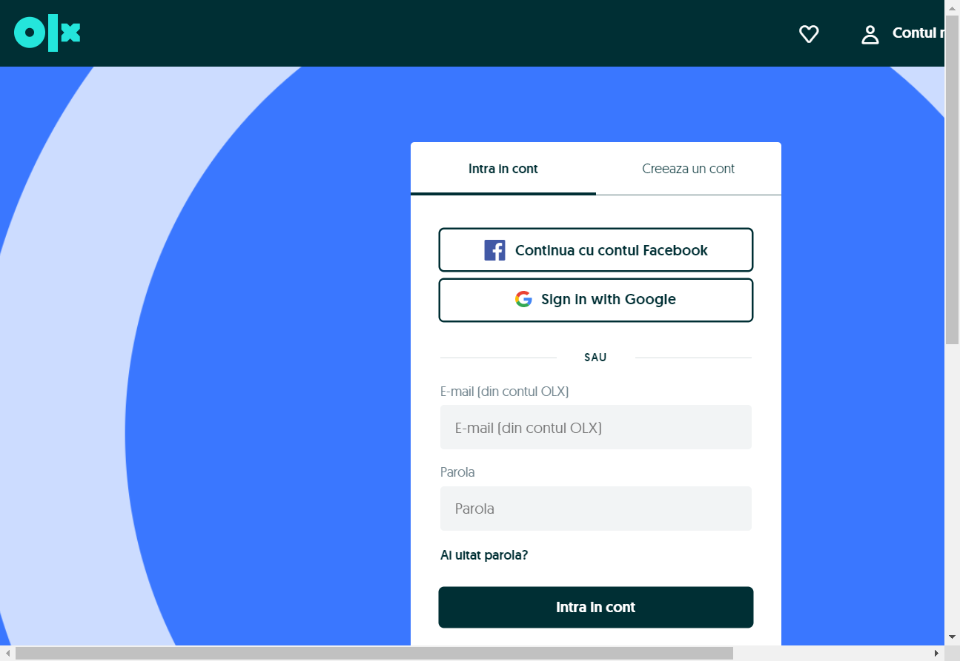 olx
Contul
Intra in cont
Creeaza un cont
Continua cu contul Facebook
Sign in with Google
SAU
E-mail (din contul OLX)
E-mail (din contul OLX)
Parola
Parola
Ai uitat parola?
Intra in cont